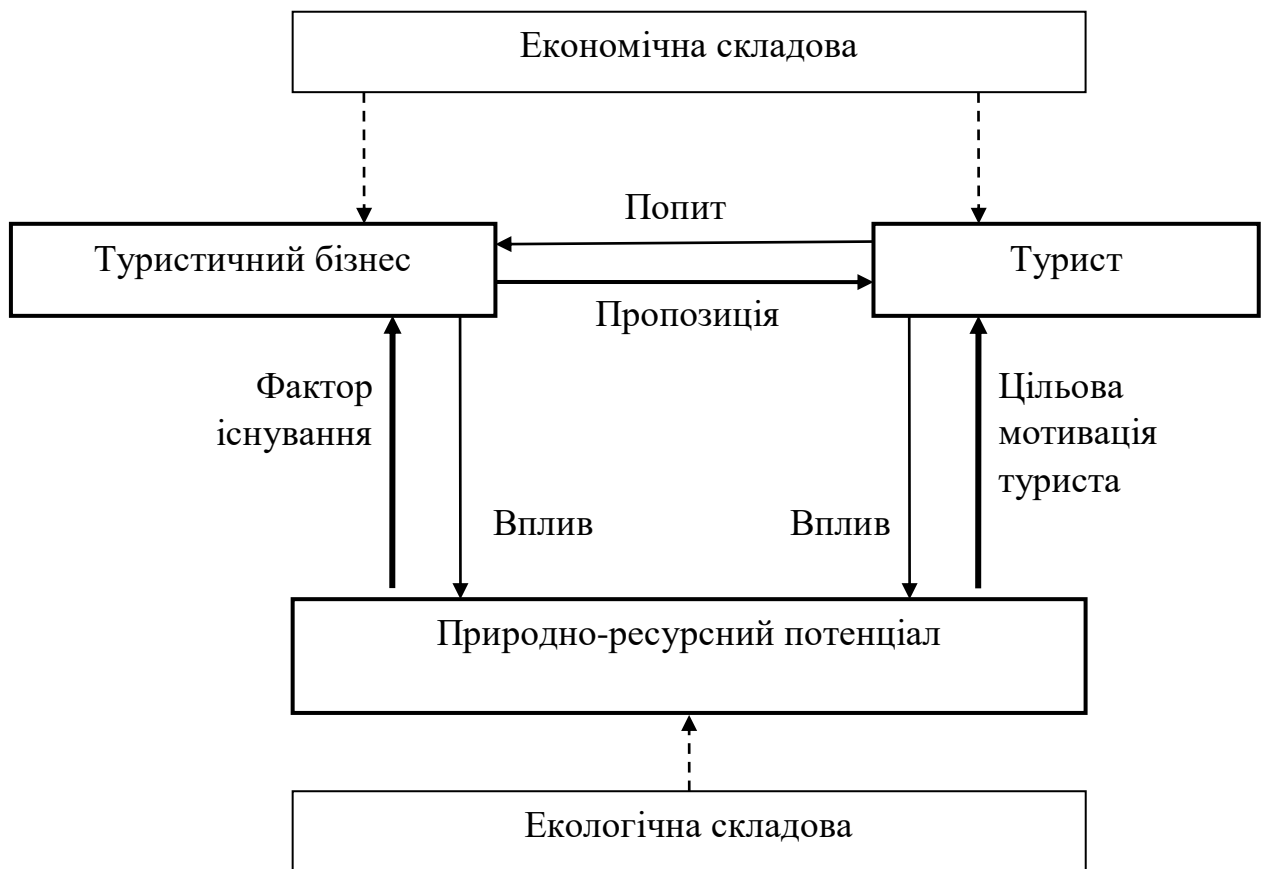 Економічна складова
Попит
Туристичний бізнес
Турист
Пропозиція
Фактор
існування
Цільова
мотивація
туриста
Вплив
Вплив
Природно-ресурсний потенціал
Екологічна складова